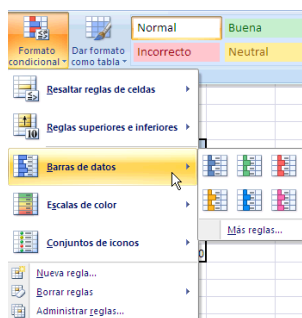 Formato condicional
Dar formato como tabla
Normal
Buena
Incorrecto
Neutral
Resaltar reglas de celdas
Reglas superiores e inferiores
10
Barras de datos
Escalas de color
Conjuntos de iconos
Más reglas...
Nueva regla...
Borrar reglas
Administrar reglas...